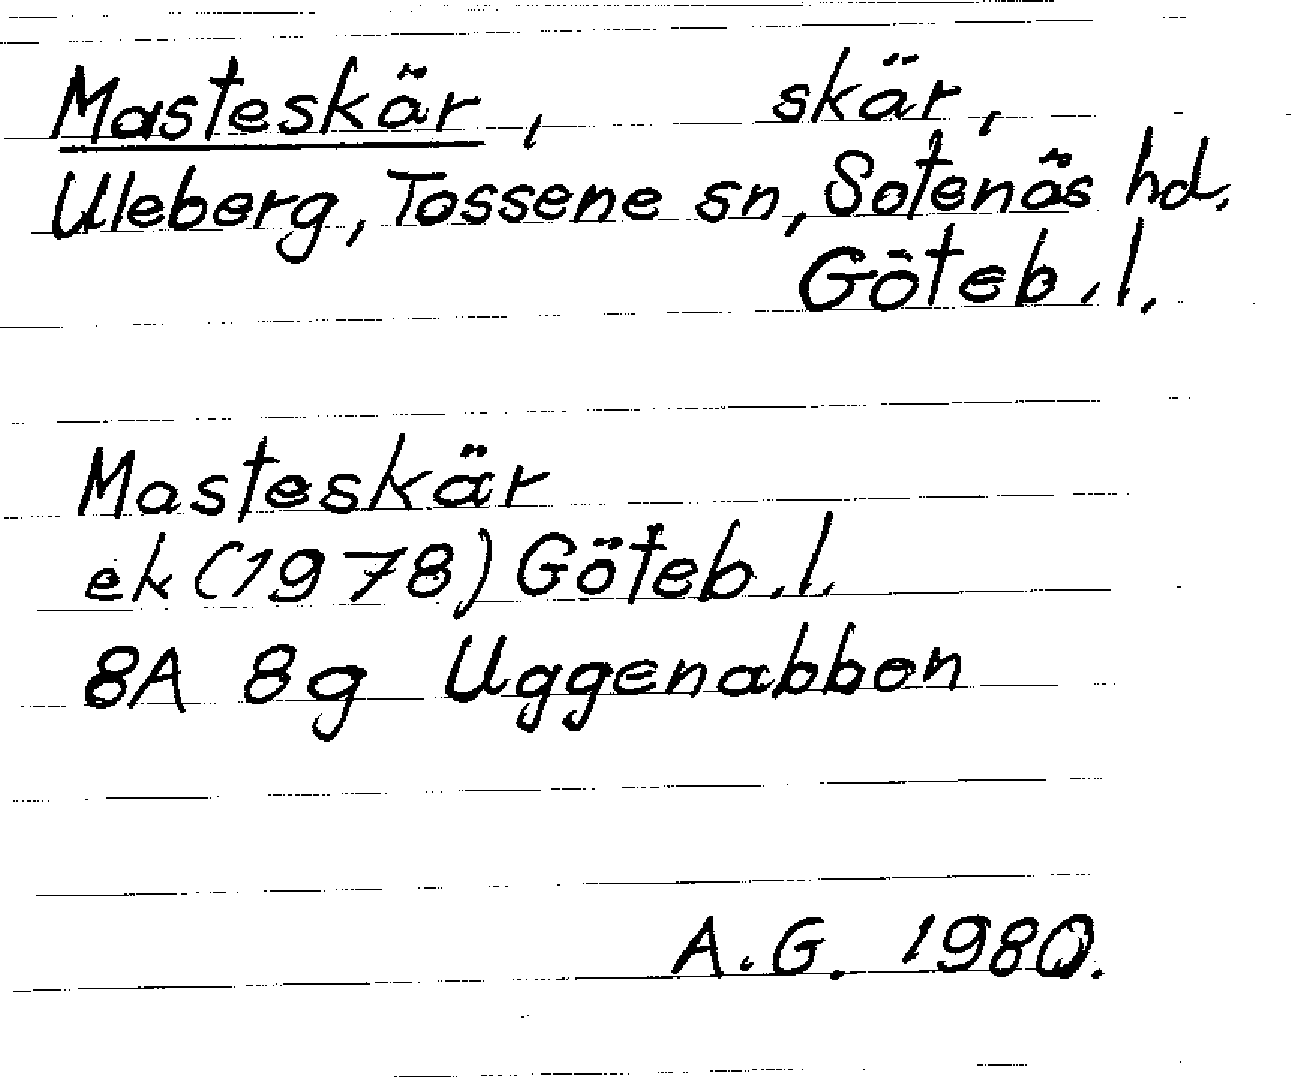 Masteskär, skär,
Uleberg, Tossene sn, Sotenäs hd.
Göteb.l.
Masteskär
ek (1978) Göteb.l.
8A 8g Uggenabben
A.G. 1980.